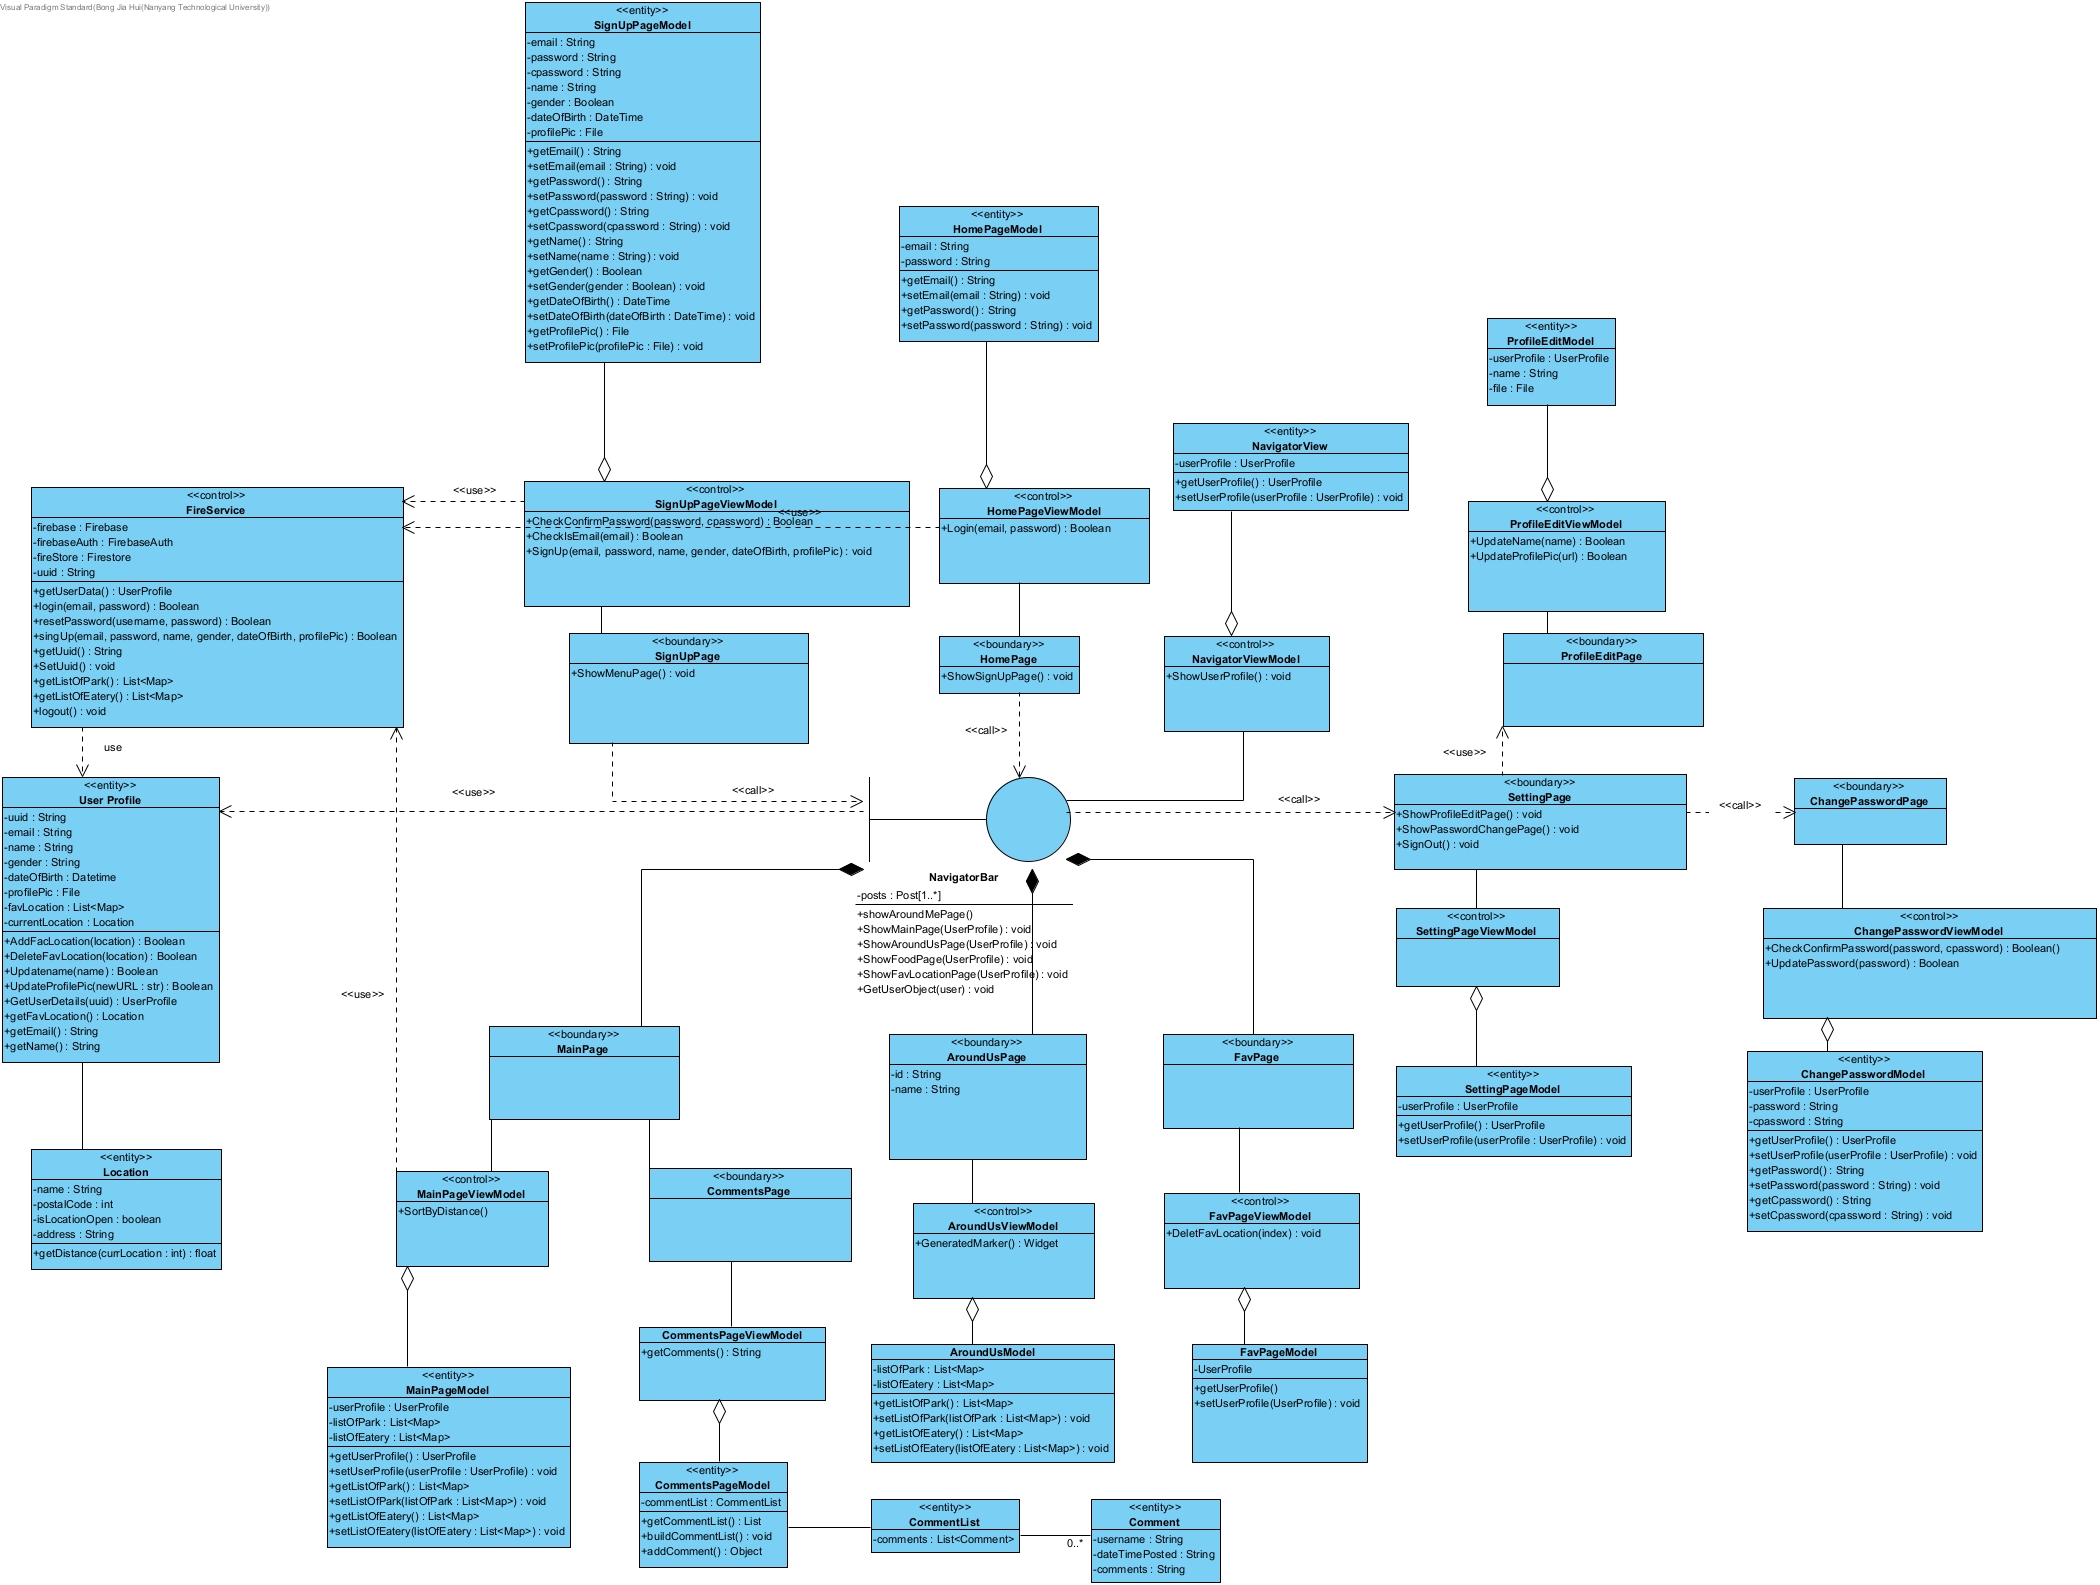 Visual Paradigm Standard(Bong Jia Hui(Nanyang Technological University))
<<entity>>
SignUpPageModel
-email : String
-password : String
-cpassword : String
-name : String
-gender : Boolean
-dateOfBirth : DateTime
-profilePic : File
+getEmail() : String
+setEmail(email : String) : void
+getPassword() : String
+setPassword(password : String) : void
+getCpassword() : String
+setCpassword(cpassword : String) : void
+getName() : String
+setName(name : String) : void
+getGender() : Boolean
+setGender(gender : Boolean) : void
+getDateOfBirth() : DateTime
+setDateOfBirth(dateOfBirth : DateTime) : void
+getProfilePic() : File
+setProfilePic(profilePic : File) : void
<<entity>>
HomePageModel
-email : String
-password : String
+getEmail() : String
+setEmail(email : String) : void
+getPassword() : String
+setPassword(password : String) : void
<<entity>>
ProfileEditModel
-userProfile : UserProfile
-name : String
-file : File
<<entity>>
NavigatorView
-userProfile : UserProfile
+getUserProfile() : UserProfile
+setUserProfile(userProfile : UserProfile) : void
<<control>>
FireService
-firebase : Firebase
-firebaseAuth : FirebaseAuth
-fireStore : Firestore
-uuid : String
+getUserData() : UserProfile
+login(email, password) : Boolean
+resetPassword(username, password) : Boolean
+singUp(email, password, name, gender, dateOfBirth, profilePic) : Boolean
+getUuid() : String
+SetUuid() : void
+getListOfPark() : List<Map>
+getListOfEatery() : List<Map>
+logout() : void
<<use>>
<<control>>
SignUpPageViewModel
+CheckConfirmPassword(password, cpassword) : Boolean
+CheckIsEmail(email) : Boolean
+SignUp(email, password, name, gender, dateOfBirth, profilePic) : void
<<use>>
<<control>>
HomePageViewModel
+Login(email, password) : Boolean
<<control>>
ProfileEditViewModel
+UpdateName(name) : Boolean
+UpdateProfilePic(url) : Boolean
<<boundary>>
SignUpPage
+ShowMenuPage() : void
<<boundary>>
HomePage
+ShowSignUpPage() : void
<<control>>
NavigatorViewModel
+ShowUserProfile() : void
<<boundary>>
ProfileEditPage
use
<<call>>
<<use>>
<<entity>>
User Profile
-uuid : String
-email : String
-name : String
-gender : String
-dateOfBirth : Datetime
-profilePic : File
-favLocation : List<Map>
-currentLocation : Location
+AddFacLocation(location) : Boolean
+DeleteFavLocation(location) : Boolean
+Updatename(name) : Boolean
+UpdateProfilePic(newURL : str) : Boolean
+GetUserDetails(uuid) : UserProfile
+getFavLocation() : Location
+getEmail() : String
+getName() : String
<<use>>
<<call>>
<<call>>
<<boundary>>
SettingPage
+ShowProfileEditPage() : void
+ShowPasswordChangePage() : void
+SignOut() : void
<<call>>
<<boundary>>
ChangePasswordPage
NavigatorBar
-posts : Post[1..*]
+showAroundMePage()
+ShowMainPage(UserProfile) : void
+ShowAroundUsPage(UserProfile) : void
+ShowFoodPage(UserProfile) : void
+ShowFavLocationPage(UserProfile) : void
+GetUserObject(user) : void
<<control>>
SettingPageViewModel
<<control>>
ChangePasswordViewModel
+CheckConfirmPassword(password, cpassword) : Boolean()
+UpdatePassword(password) : Boolean
<<use>>
<<boundary>>
MainPage
<<boundary>>
AroundUsPage
-id : String
-name : String
<<boundary>>
FavPage
<<entity>>
SettingPageModel
-userProfile : UserProfile
+getUserProfile() : UserProfile
+setUserProfile(userProfile : UserProfile) : void
<<entity>>
ChangePasswordModel
-userProfile : UserProfile
-password : String
-cpassword : String
+getUserProfile() : UserProfile
+setUserProfile(userProfile : UserProfile) : void
+getPassword() : String
+setPassword(password : String) : void
+getCpassword() : String
+setCpassword(cpassword : String) : void
<<entity>>
Location
-name : String
-postalCode : int
-isLocationOpen : boolean
-address : String
+getDistance(currLocation : int) : float
<<control>>
MainPageViewModel
+SortByDistance()
<<boundary>>
CommentsPage
<<control>>
AroundUsViewModel
+GeneratedMarker() : Widget
<<control>>
FavPageViewModel
+DeletFavLocation(index) : void
<<entity>>
MainPageModel
-userProfile : UserProfile
-listOfPark : List<Map>
-listOfEatery : List<Map>
+getUserProfile() : UserProfile
+setUserProfile(userProfile : UserProfile) : void
+getListOfPark() : List<Map>
+setListOfPark(listOfPark : List<Map>) : void
+getListOfEatery() : List<Map>
+setListOfEatery(listOfEatery : List<Map>) : void
CommentsPageViewModel
+getComments() : String
AroundUsModel
-listOfPark : List<Map>
-listOfEatery : List<Map>
+getListOfPark() : List<Map>
+setListOfPark(listOfPark : List<Map>) : void
+getListOfEatery() : List<Map>
+setListOfEatery(listOfEatery : List<Map>) : void
FavPageModel
-UserProfile
+getUserProfile()
+setUserProfile(UserProfile) : void
<<entity>>
CommentsPageModel
-commentList : CommentList
+getCommentList() : List
+buildCommentList() : void
+addComment() : Object
<<entity>>
CommentList
-comments : List<Comment>
0..*
<<entity>>
Comment
-username : String
-dateTimePosted : String
-comments : String